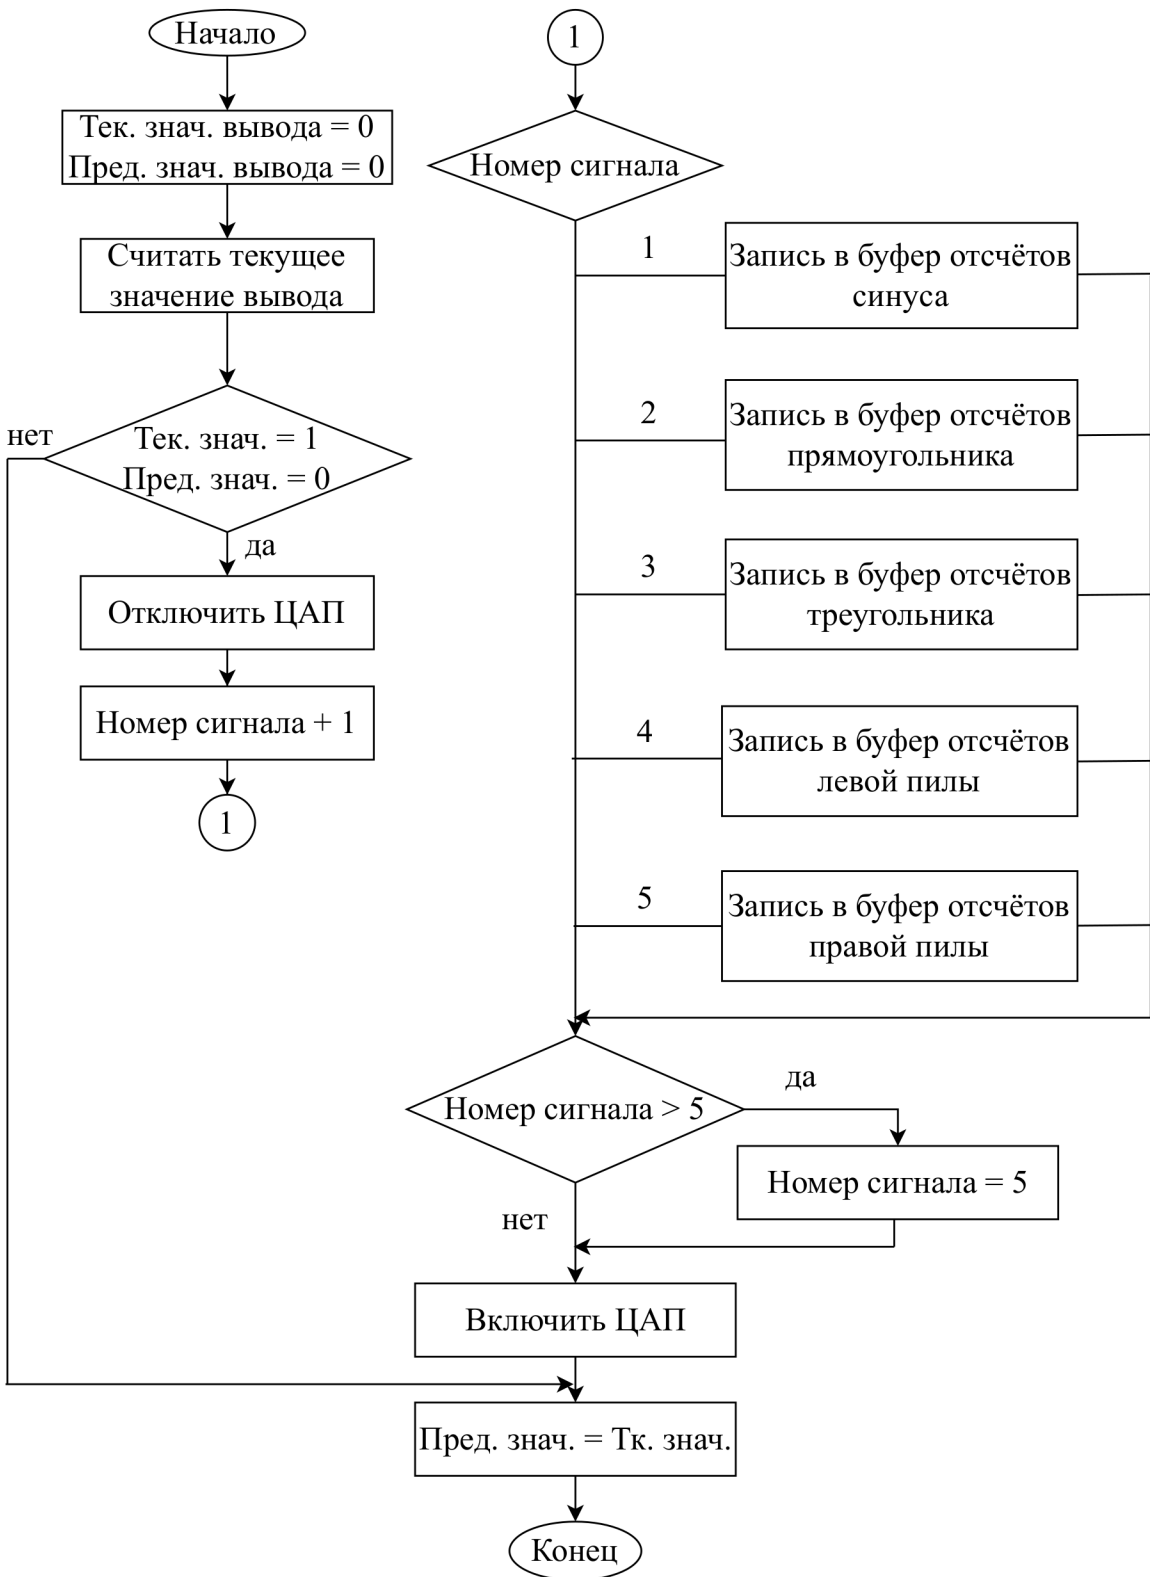 Начало
Тек. знач. вывода = 0
Пред. знач. вывода = 0
Считать текущее
значение вывода
нет
Тек. знач. = 1
Пред. знач. = 0
да
Отключить ЦАП
Номер сигнала + 1
1
1
Номер сигнала
1
Запись в буфер отсчётов
синуса
2
Запись в буфер отсчётов
прямоугольника
3
Запись в буфер отсчётов
треугольника
4
Запись в буфер отсчётов
левой пилы
5
Запись в буфер отсчётов
правой пилы
Номер сигнала > 5
да
Номер сигнала = 5
нет
Включить ЦАП
Пред. знач. = Тк. знач.
Конец